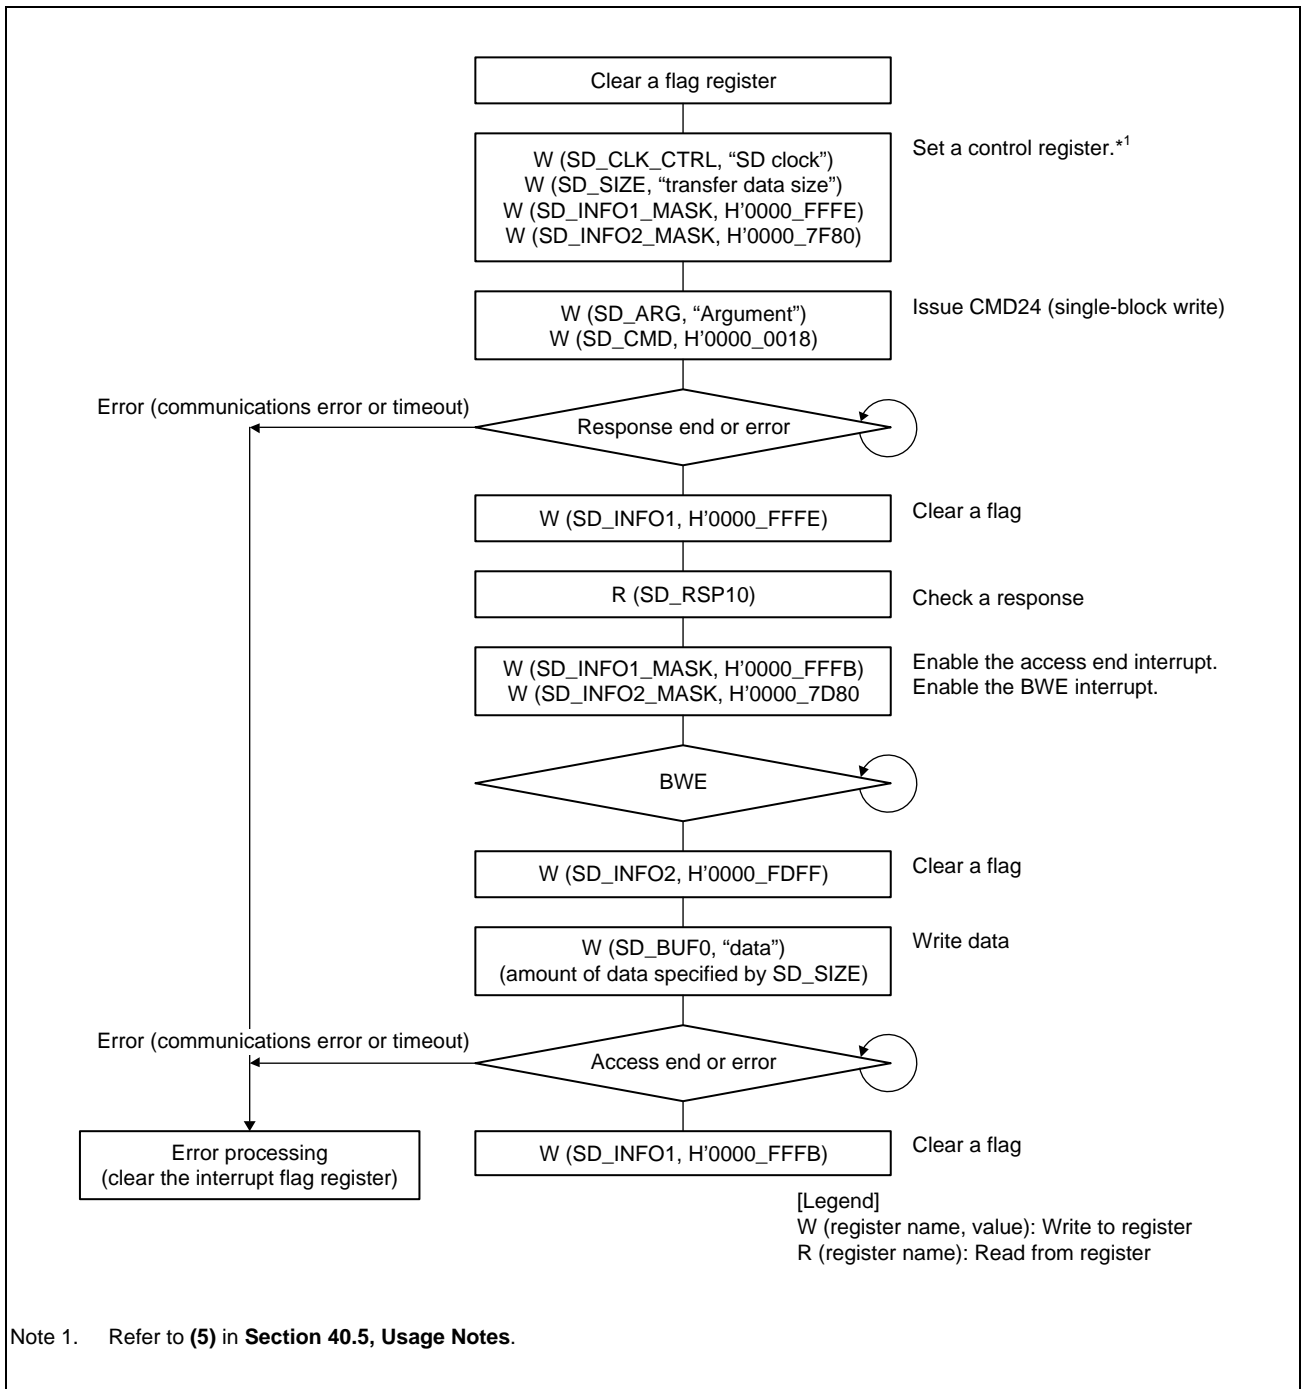 Clear a flag register
W (SD_CLK_CTRL, “SD clock”)
W (SD_SIZE, “transfer data size”)
W (SD_INFO1_MASK, H’0000_FFFE)
W (SD_INFO2_MASK, H’0000_7F80)
Set a control register.*1
W (SD_ARG, “Argument”)
W (SD_CMD, H’0000_0018)
Issue CMD24 (single-block write)
Error (communications error or timeout)
Response end or error
W (SD_INFO1, H’0000_FFFE)
Clear a flag
R (SD_RSP10)
Check a response
W (SD_INFO1_MASK, H’0000_FFFB)
W (SD_INFO2_MASK, H’0000_7D80
Enable the access end interrupt.
Enable the BWE interrupt.
BWE
W (SD_INFO2, H’0000_FDFF)
Clear a flag
W (SD_BUF0, “data”)
(amount of data specified by SD_SIZE)
Write data
Error (communications error or timeout)
Access end or error
Error processing
(clear the interrupt flag register)
W (SD_INFO1, H’0000_FFFB)
Clear a flag
[Legend]
W (register name, value): Write to register
R (register name): Read from register
Note 1. Refer to (5) in Section 40.5, Usage Notes.